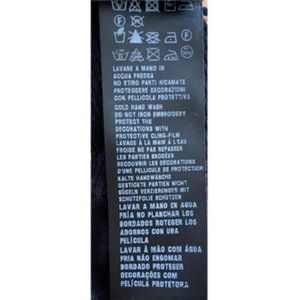 LAVARE A MANO IN
ACQUA FREDDA
NO STIRO PARTI RICAMATE
PROTEGGERE DECORAZIONI
CON PELLICOLA PROTETTIVA
COLD HAND WASH
DO NOT IRON EMBROIDERY
PROTECT THE
DECORATIONS WITH
PROTECTIVE CLING-FILM
LAVAGE À LA MAIN À L'EAU
FROIDE NE PAS REPASSER
LES PARTIES BRODÉES
RECOUVRIR LES DÉCORATIONS
D'UNE PELLICULE DE PROTECTION
KALTE HANDWÄSCHE
GESTICKTE PARTIEN NICHT
BÜGELN VERZIERUNGEN MIT
SCHUTZFOLIE SCHÜTZEN
LAVAR A MANO EN AGUA
FRÍA NO PLANCHAR LOS
BORDADOS ROTEGER LOS
ADORNOS CON UNA
PELÍCULA
LAVAR À MÃO COM ÁGUA
FRIA NÃO ENGOMAR
BORDADO PROTEGER
DECORAÇÕES COM
PELÍCULA PROTETORA